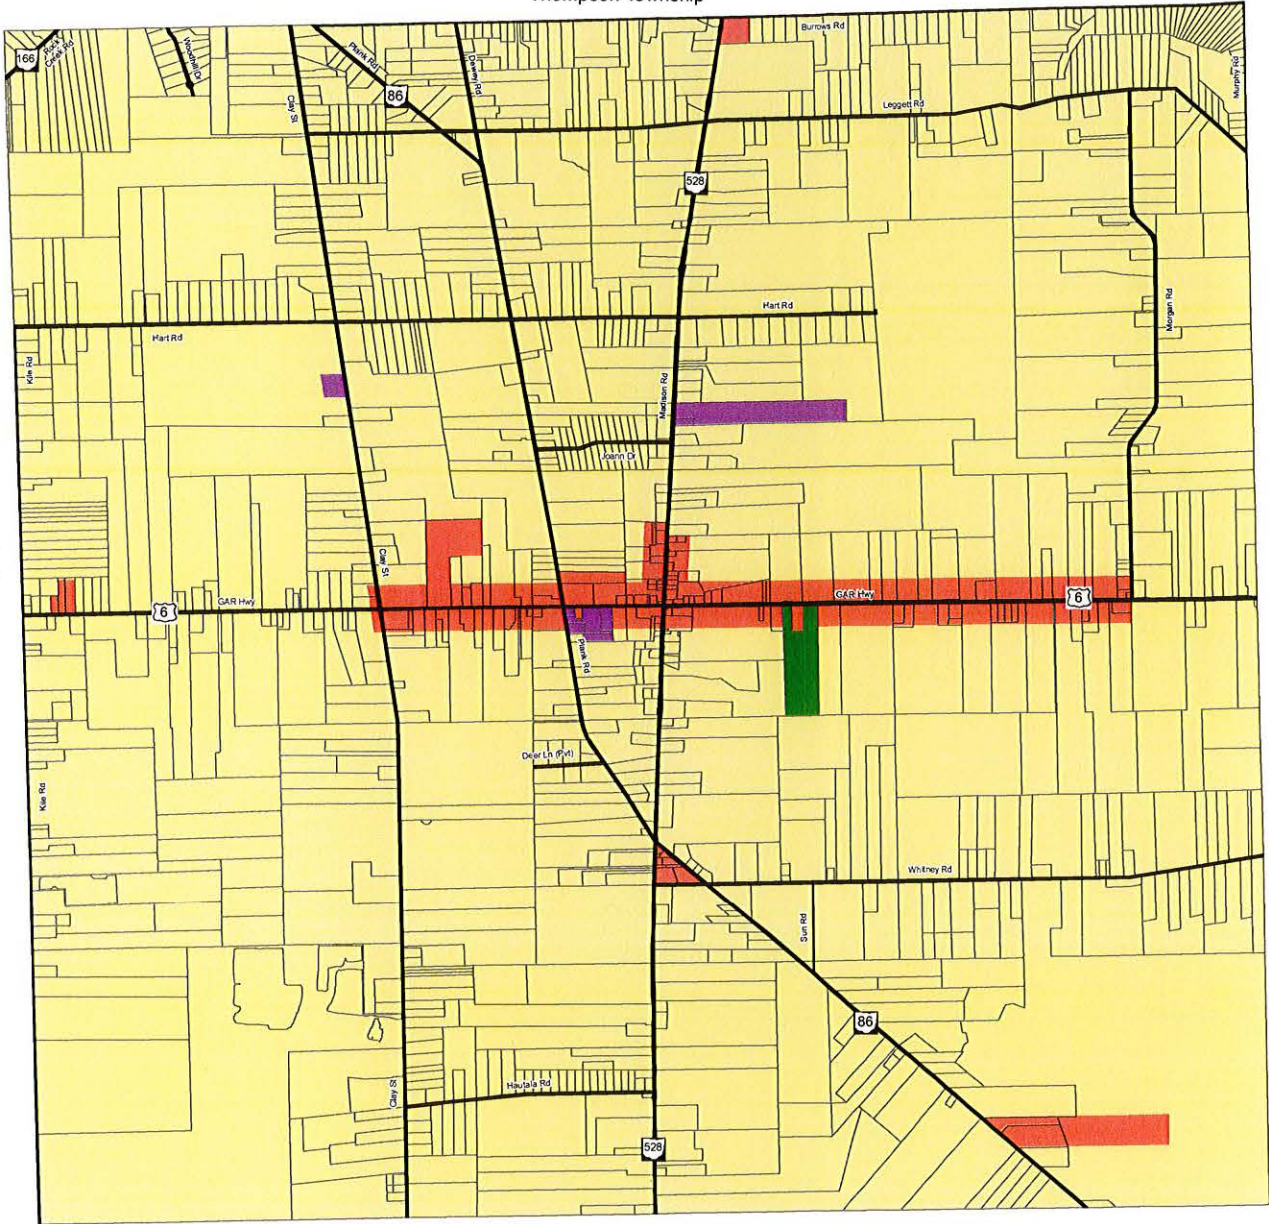 Thompson Township
Burrows Rd
166
Rock Creek Rd
Woodhill Dr
Plank Rd
Dewey Rd
Murphy Rd
86
Clay St
Leggett Rd
528
Hart Rd
Morgan Rd
Hart Rd
Kile Rd
Madison Rd
Joann Dr
Clay St
GAR Hwy
6
GAR Hwy
6
Plank Rd
Deer Ln (Pvt)
Kile Rd
Whitney Rd
Sun Rd
86
Hautala Rd
Clay St
528